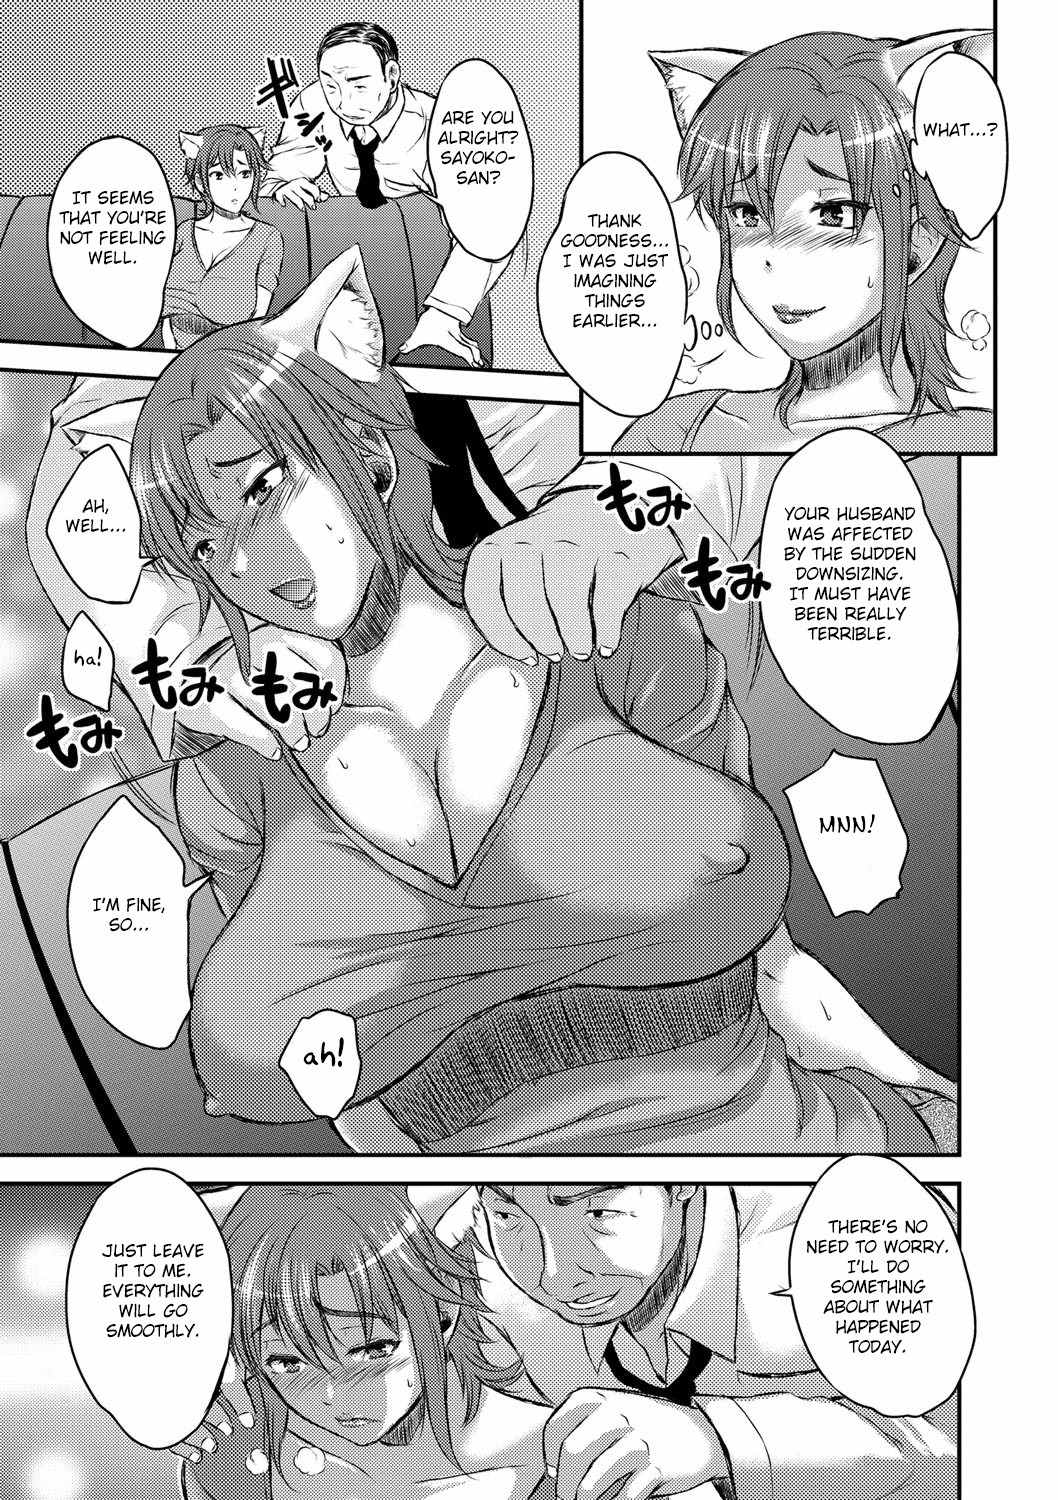 WHAT...?
THANK
GOODNESS...
I WAS JUST
IMAGINING
THINGS
EARLIER...
ARE YOU
ALRIGHT?
SAYOKO-
SAN?
ギッ
IT SEEMS
THAT YOU'RE
NOT FEELING
WELL.
YOUR HUSBAND
WAS AFFECTED
BY THE SUDDEN
DOWNSIZING.
IT MUST HAVE
BEEN REALLY
TERRIBLE.
もみ
もみ
AH,
WELL...
ha!
もみ
もみ
もみ
MNN!
I'M FINE,
SO...
ah!
THERE'S NO
NEED TO WORRY.
I'LL DO
SOMETHING
ABOUT WHAT
HAPPENED
TODAY.
JUST LEAVE
IT TO ME.
EVERYTHING
WILL GO
SMOOTHLY.